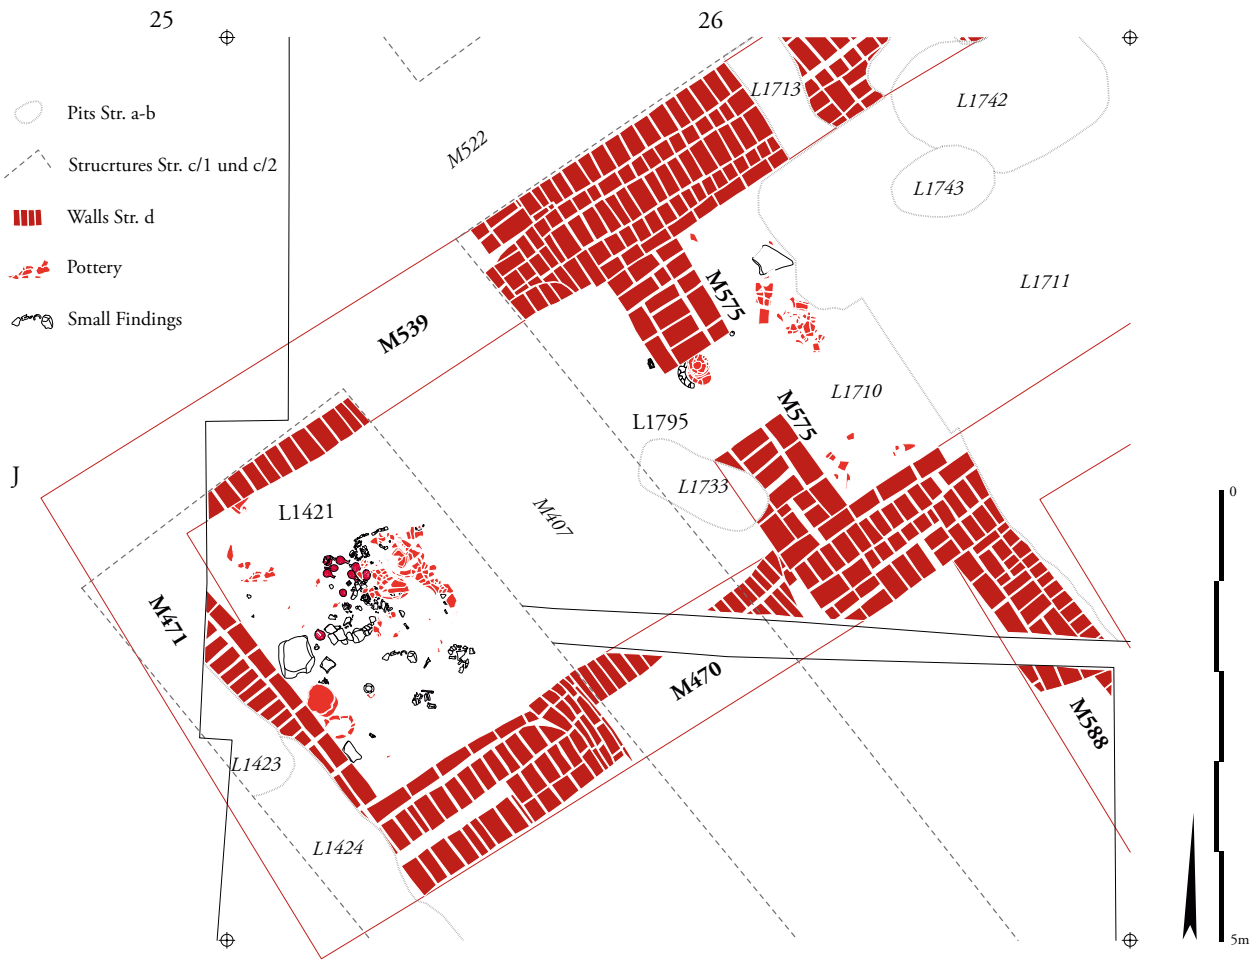 25
26
Pits Str. a-b
Strucrtures Str. c/1 und c/2
Walls Str. d
Pottery
Small Findings
L1713
L1742
M522
L1743
L1711
M575
M539
L1710
L1795
M575
J
L1733
L1421
M407
0
M471
M470
M588
L1423
L1424
5m